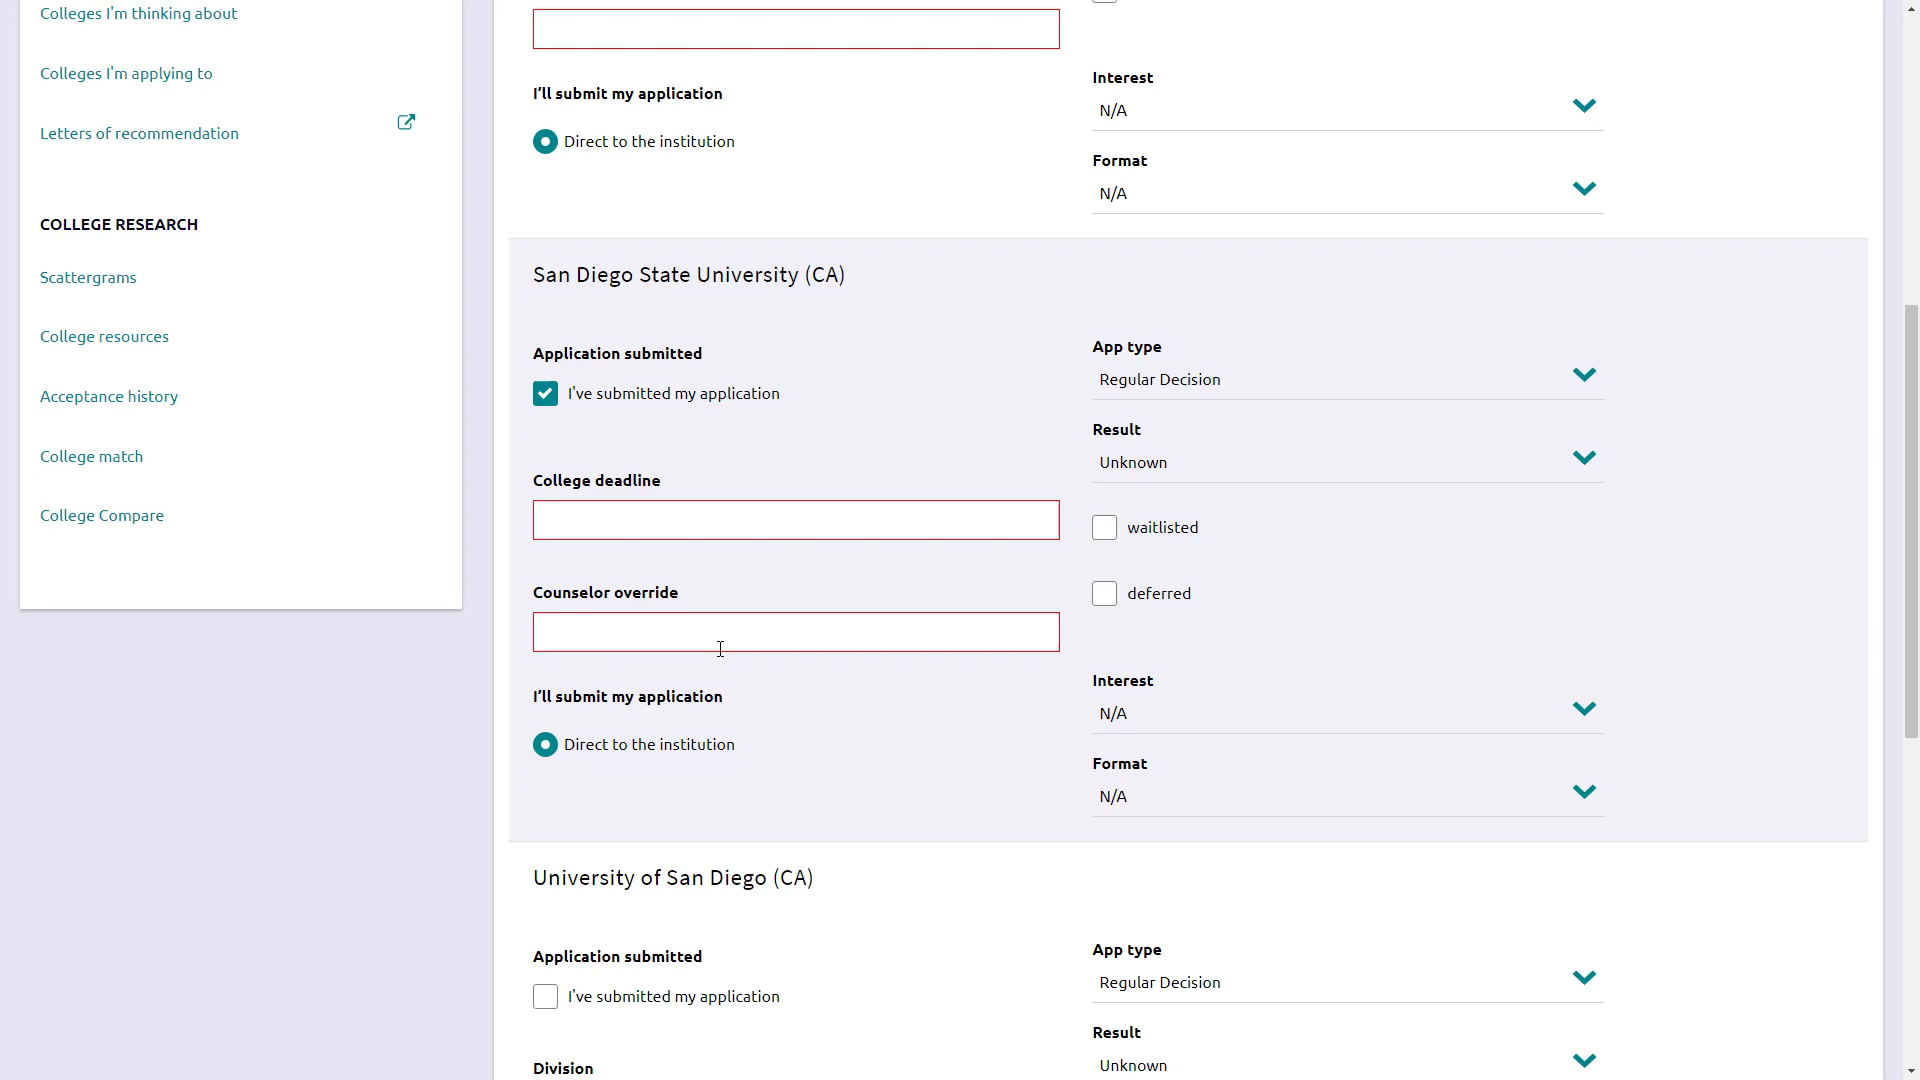 Colleges I'm thinking about
Colleges I'm applying to
Letters of recommendation
COLLEGE RESEARCH
Scattergrams
College resources
Acceptance history
College match
College Compare
I’ll submit my application
Direct to the institution
Interest
N/A
Format
N/A
San Diego State University (CA)
Application submitted
I've submitted my application
College deadline
Counselor override
I’ll submit my application
Direct to the institution
App type
Regular Decision
Result
Unknown
waitlisted
deferred
Interest
N/A
Format
N/A
University of San Diego (CA)
Application submitted
I've submitted my application
Division
App type
Regular Decision
Result
Unknown